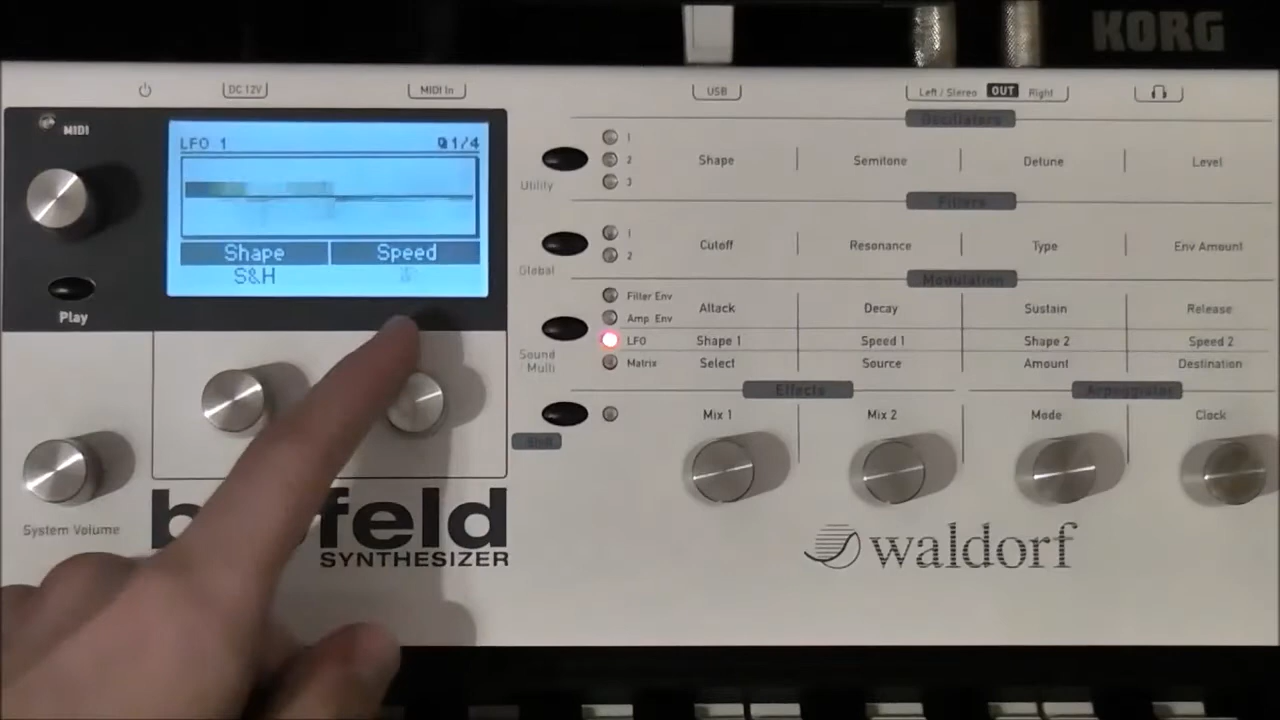 KORG
DC 12V
MIDI In
USB
Left / Stereo OUT Right
MIDI
LFO 1
1/4
Shape Speed
S&H
Play
System Volume
feld
SYNTHESIZER
Oscillators
1
2
3
Shape Semitone Detune Level
Utility
Filters
1
2
Cutoff Resonance Type Env Amount
Global
Modulation
Filter Env
Attack Decay Sustain Release
Amp Env
LFO Shape 1 Speed 1 Shape 2 Speed 2
Sound
/ Multi
Matrix Select Source Amount Destination
Effects Arpeggiator
Mix 1 Mix 2 Mode Clock
Shift
waldorf